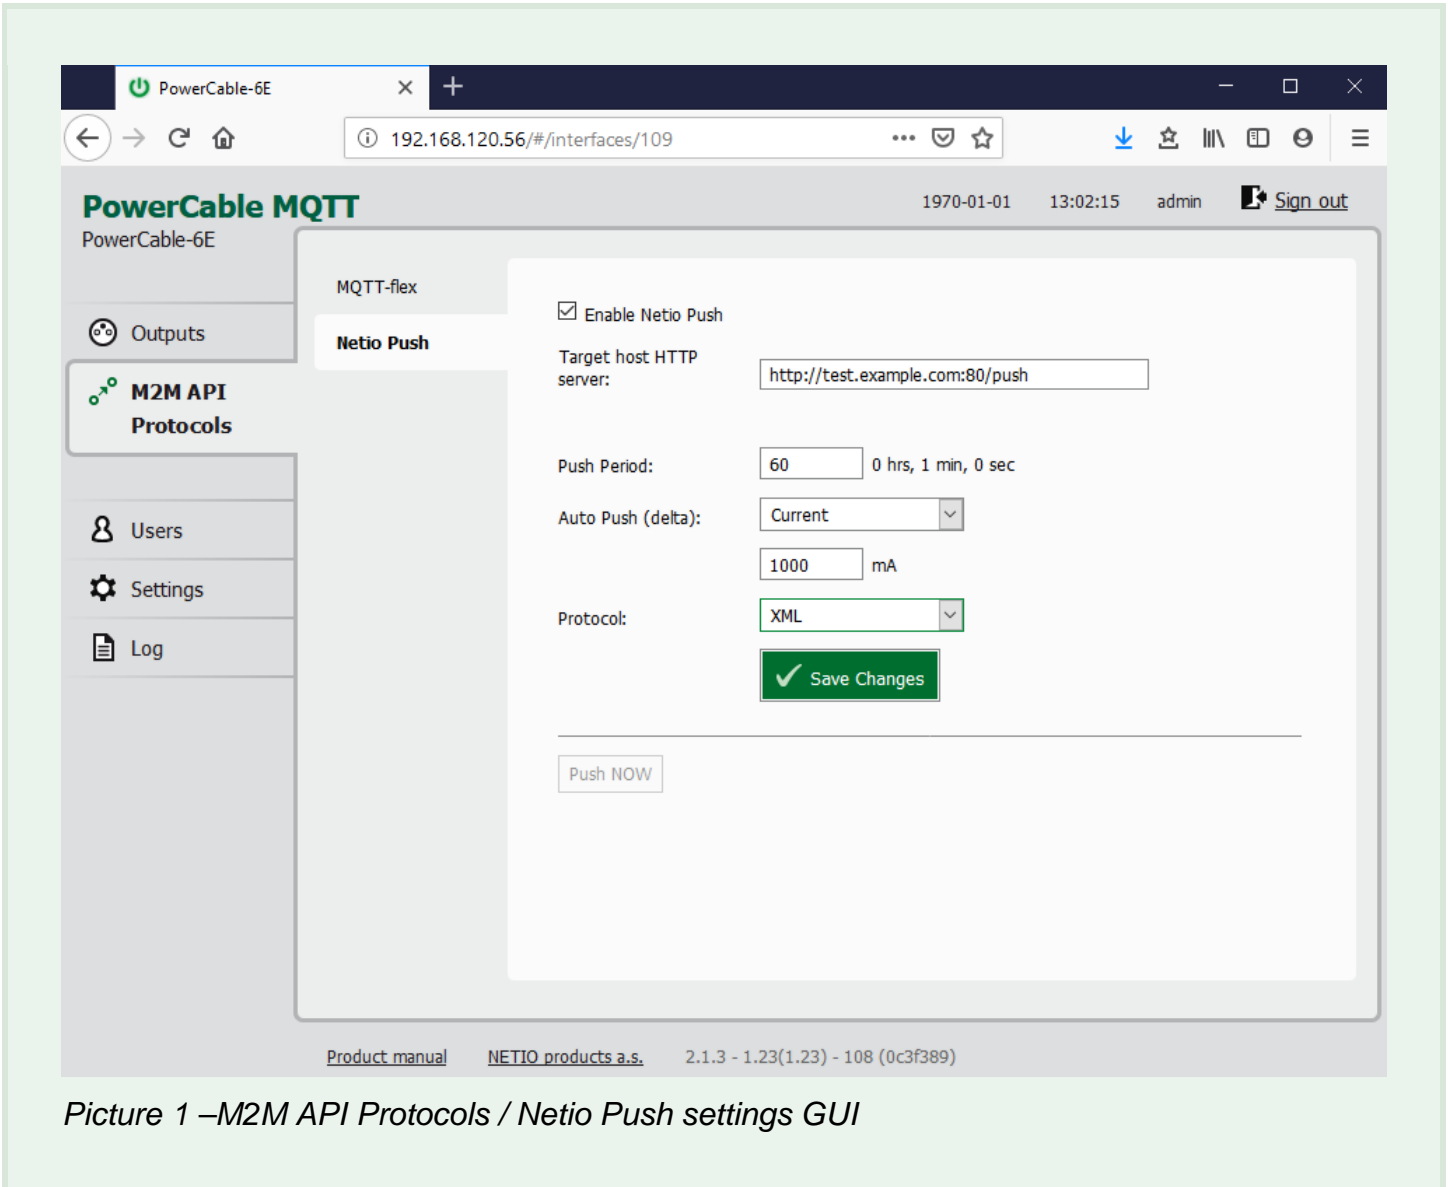 PowerCable-6E
192.168.120.56/#/interfaces/109
PowerCable MQTT
1970-01-01 13:02:15 admin Sign out
PowerCable-6E
MQTT-flex
Netio Push
Outputs
M2M API
Protocols
Users
Settings
Log
Enable Netio Push
Target host HTTP
server:
http://test.example.com:80/push
Push Period:
60 0 hrs, 1 min, 0 sec
Auto Push (delta):
Current
1000 mA
Protocol:
XML
Save Changes
Push NOW
Product manual NETIO products a.s. 2.1.3 - 1.23(1.23) - 108 (0c3f389)
Picture 1 –M2M API Protocols / Netio Push settings GUI